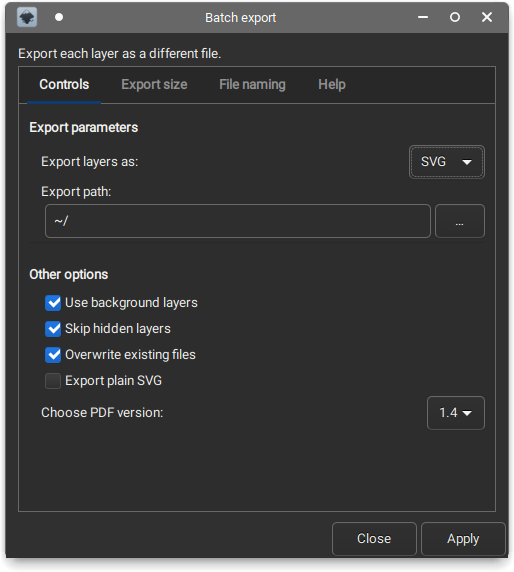 Batch export
Export each layer as a different file.
Controls Export size File naming Help
Export parameters
Export layers as: SVG
Export path:
~/ ...
Other options
Use background layers
Skip hidden layers
Overwrite existing files
Export plain SVG
Choose PDF version: 1.4
Close Apply